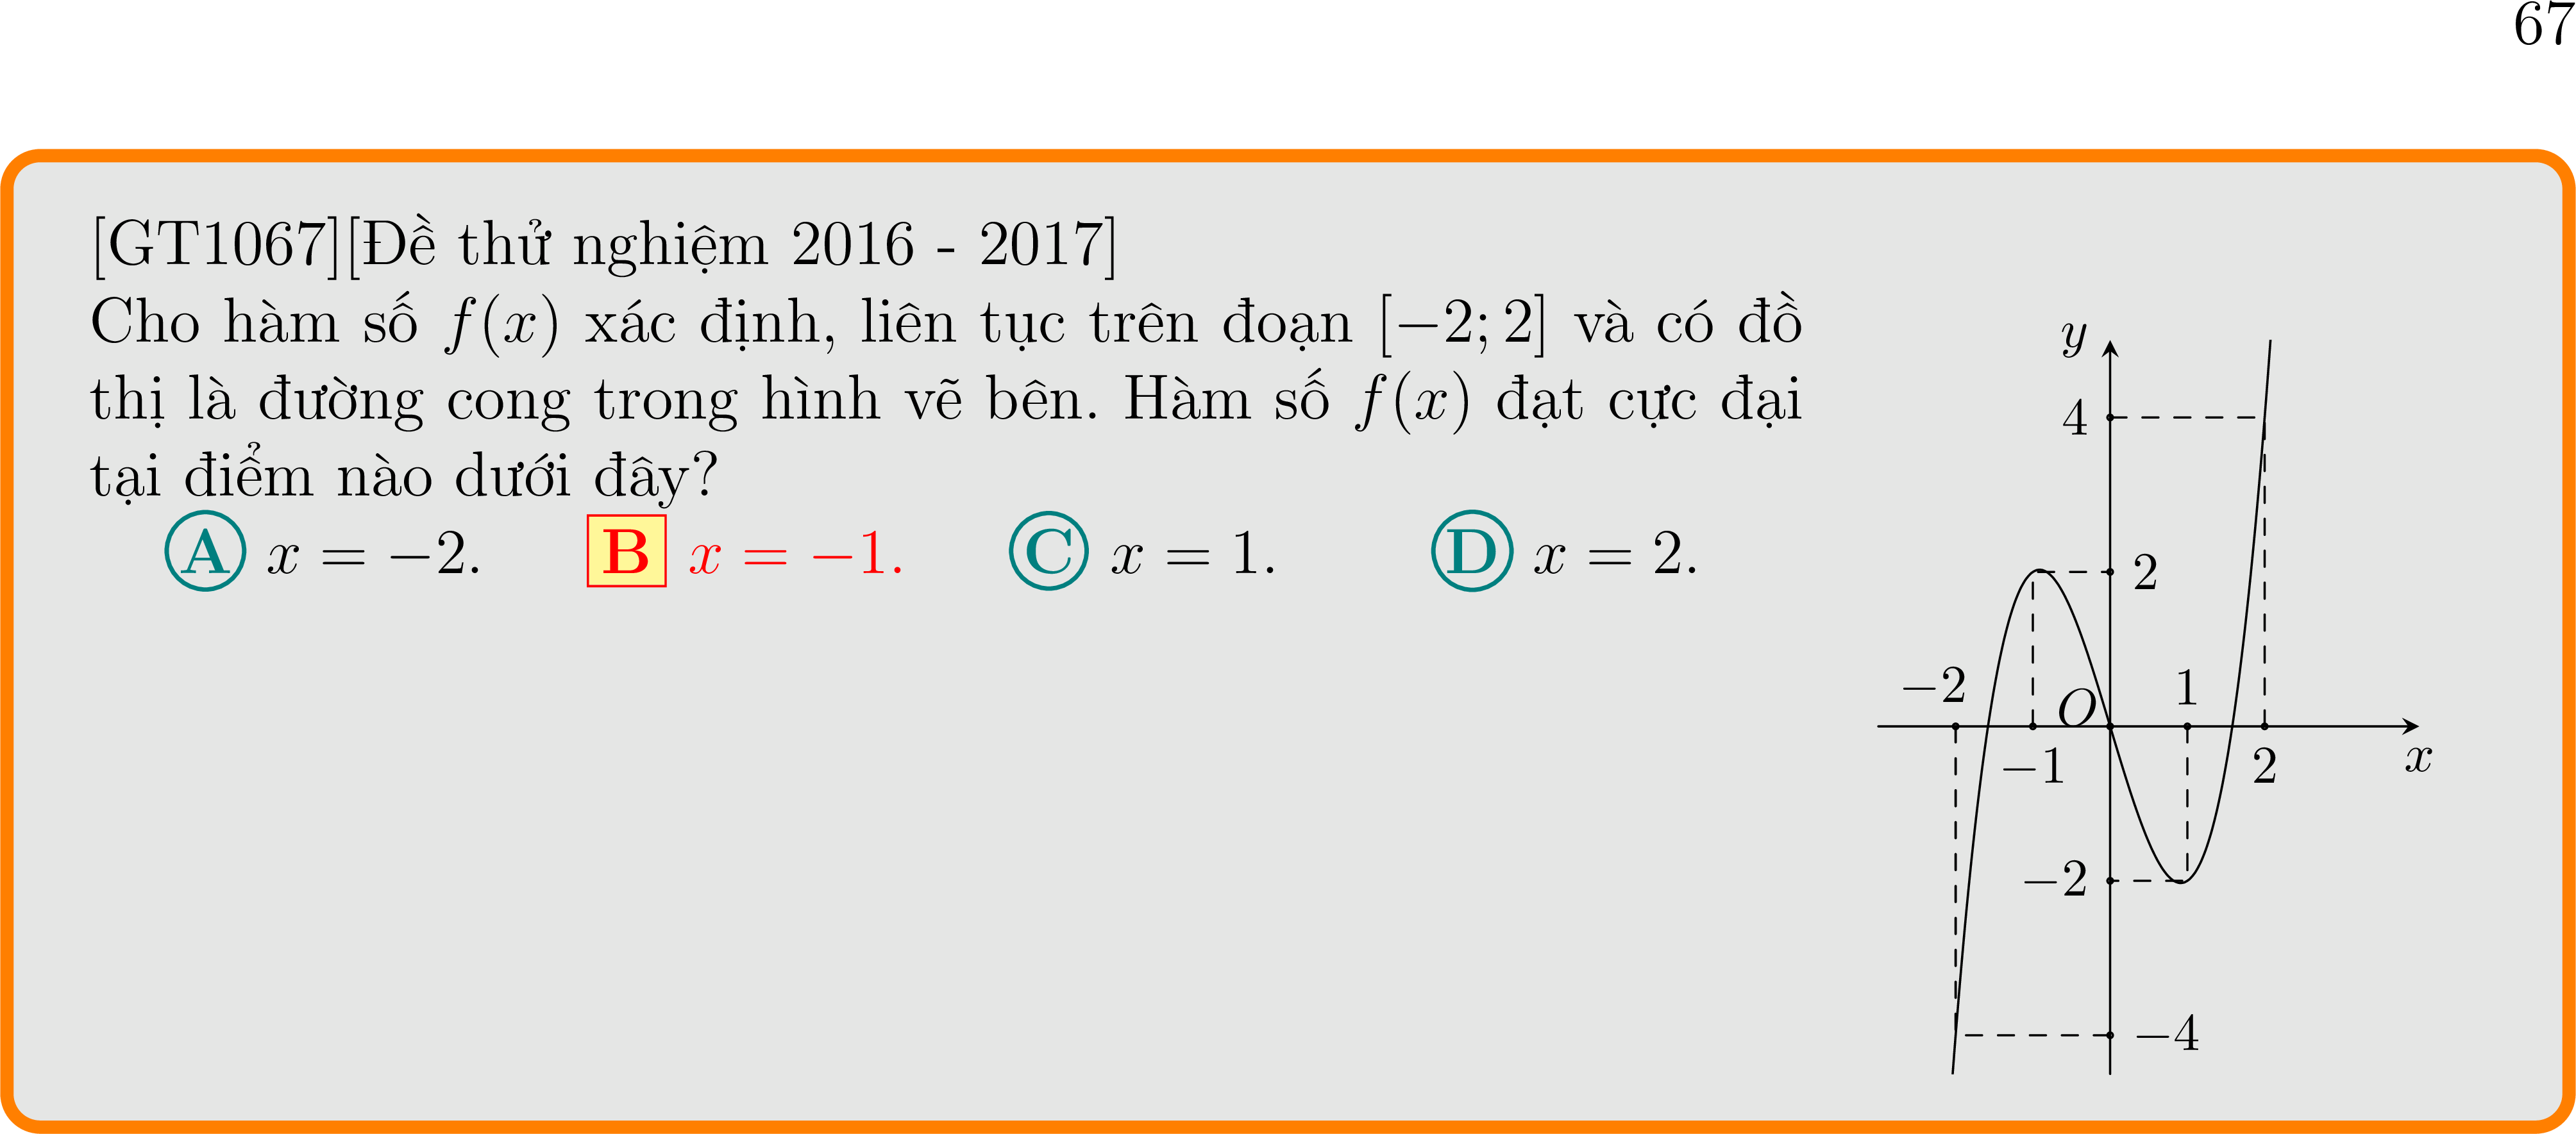 67
[GT1067][Đề thử nghiệm 2016 - 2017]
Cho hàm số f(x) xác định, liên tục trên đoạn [−2; 2] và có đồ
thị là đường cong trong hình vẽ bên. Hàm số f(x) đạt cực đại
tại điểm nào dưới đây?
A x = −2. B x = −1. C x = 1. D x = 2.
y
4
2
−2
1
O
−1
2
x
−2
−4